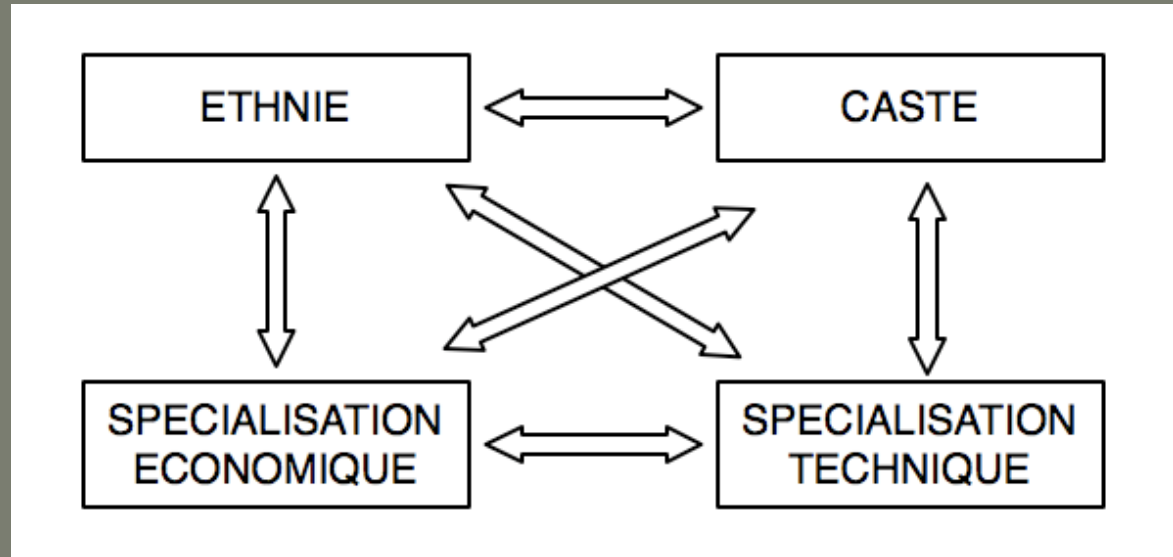 ETHNIE
CASTE
SPECIALISATION
ECONOMIQUE
SPECIALISATION
TECHNIQUE